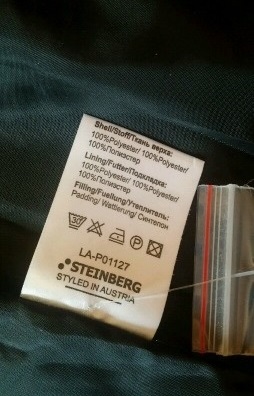 Shell/Stoff/Ткань верха:
100%Polyester/ 100%Polyester/
100%Полиэстер
Lining/Futter/Подкладка:
100%Polyester/ 100%Polyester/
100%Полиэстер
Filling/Fuellung/Утеплитель:
Padding/ Wattierung/ Синтепон
30
P
LA-P01127
STEINBERG
STYLED IN AUSTRIA